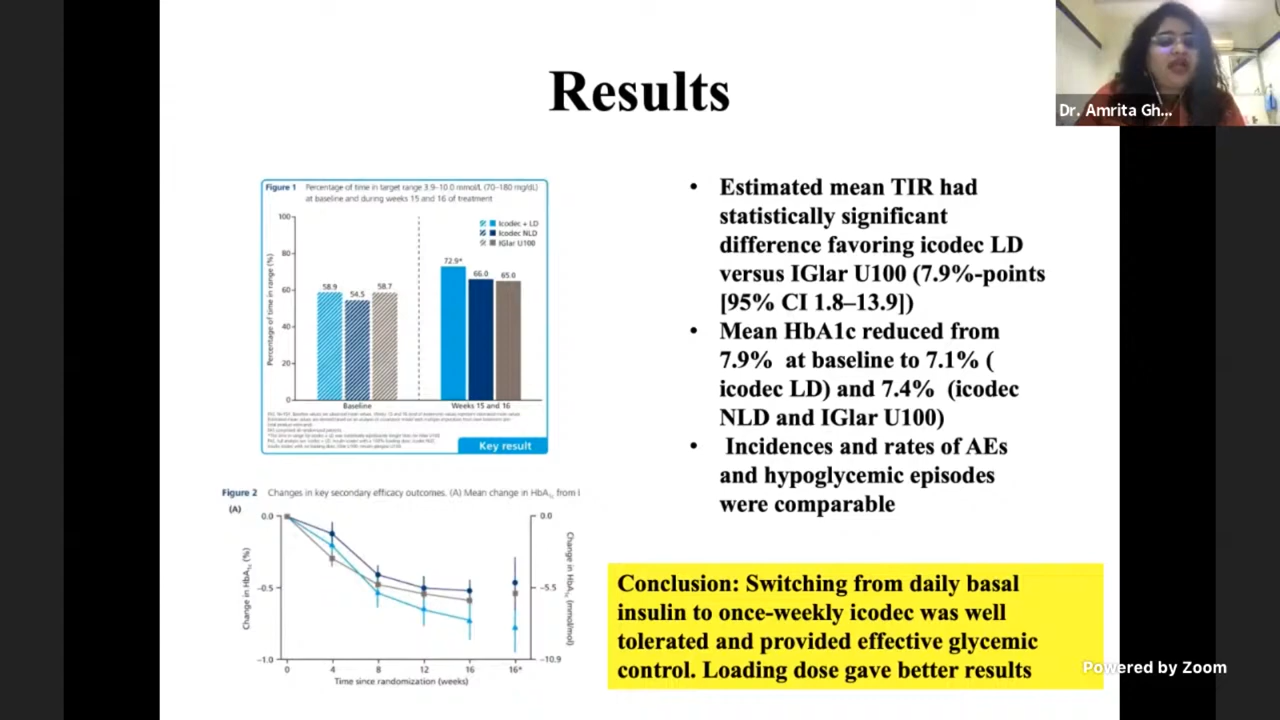 Results
Dr. Amrita Gh...
Figure 1 Percentage of time in target range 3.9–10.0 mmol/L (70–180 mg/dL)
at baseline and during weeks 15 and 16 of treatment
Icodec + LD
Icodec NLD
IGlar U100
Percentage of time in range (%)
100
80
60
40
20
0
58.9
54.5
58.7
72.9*
66.0
65.0
Baseline
Weeks 15 and 16
Key result
Figure 2 Changes in key secondary efficacy outcomes. (A) Mean change in HbA1c from
(A)
Change in HbA1c (%)
0.0
−0.5
−1.0
0.0
−5.5
−10.9
Change in HbA1c (mmol/mol)
0 4 8 12 16 16*
Time since randomization (weeks)
• Estimated mean TIR had
statistically significant
difference favoring icodec LD
versus IGlar U100 (7.9%-points
[95% CI 1.8–13.9])
• Mean HbA1c reduced from
7.9% at baseline to 7.1% (
icodec LD) and 7.4% (icodec
NLD and IGlar U100)
• Incidences and rates of AEs
and hypoglycemic episodes
were comparable
Conclusion: Switching from daily basal
insulin to once-weekly icodec was well
tolerated and provided effective glycemic
control. Loading dose gave better results
Powered by Zoom